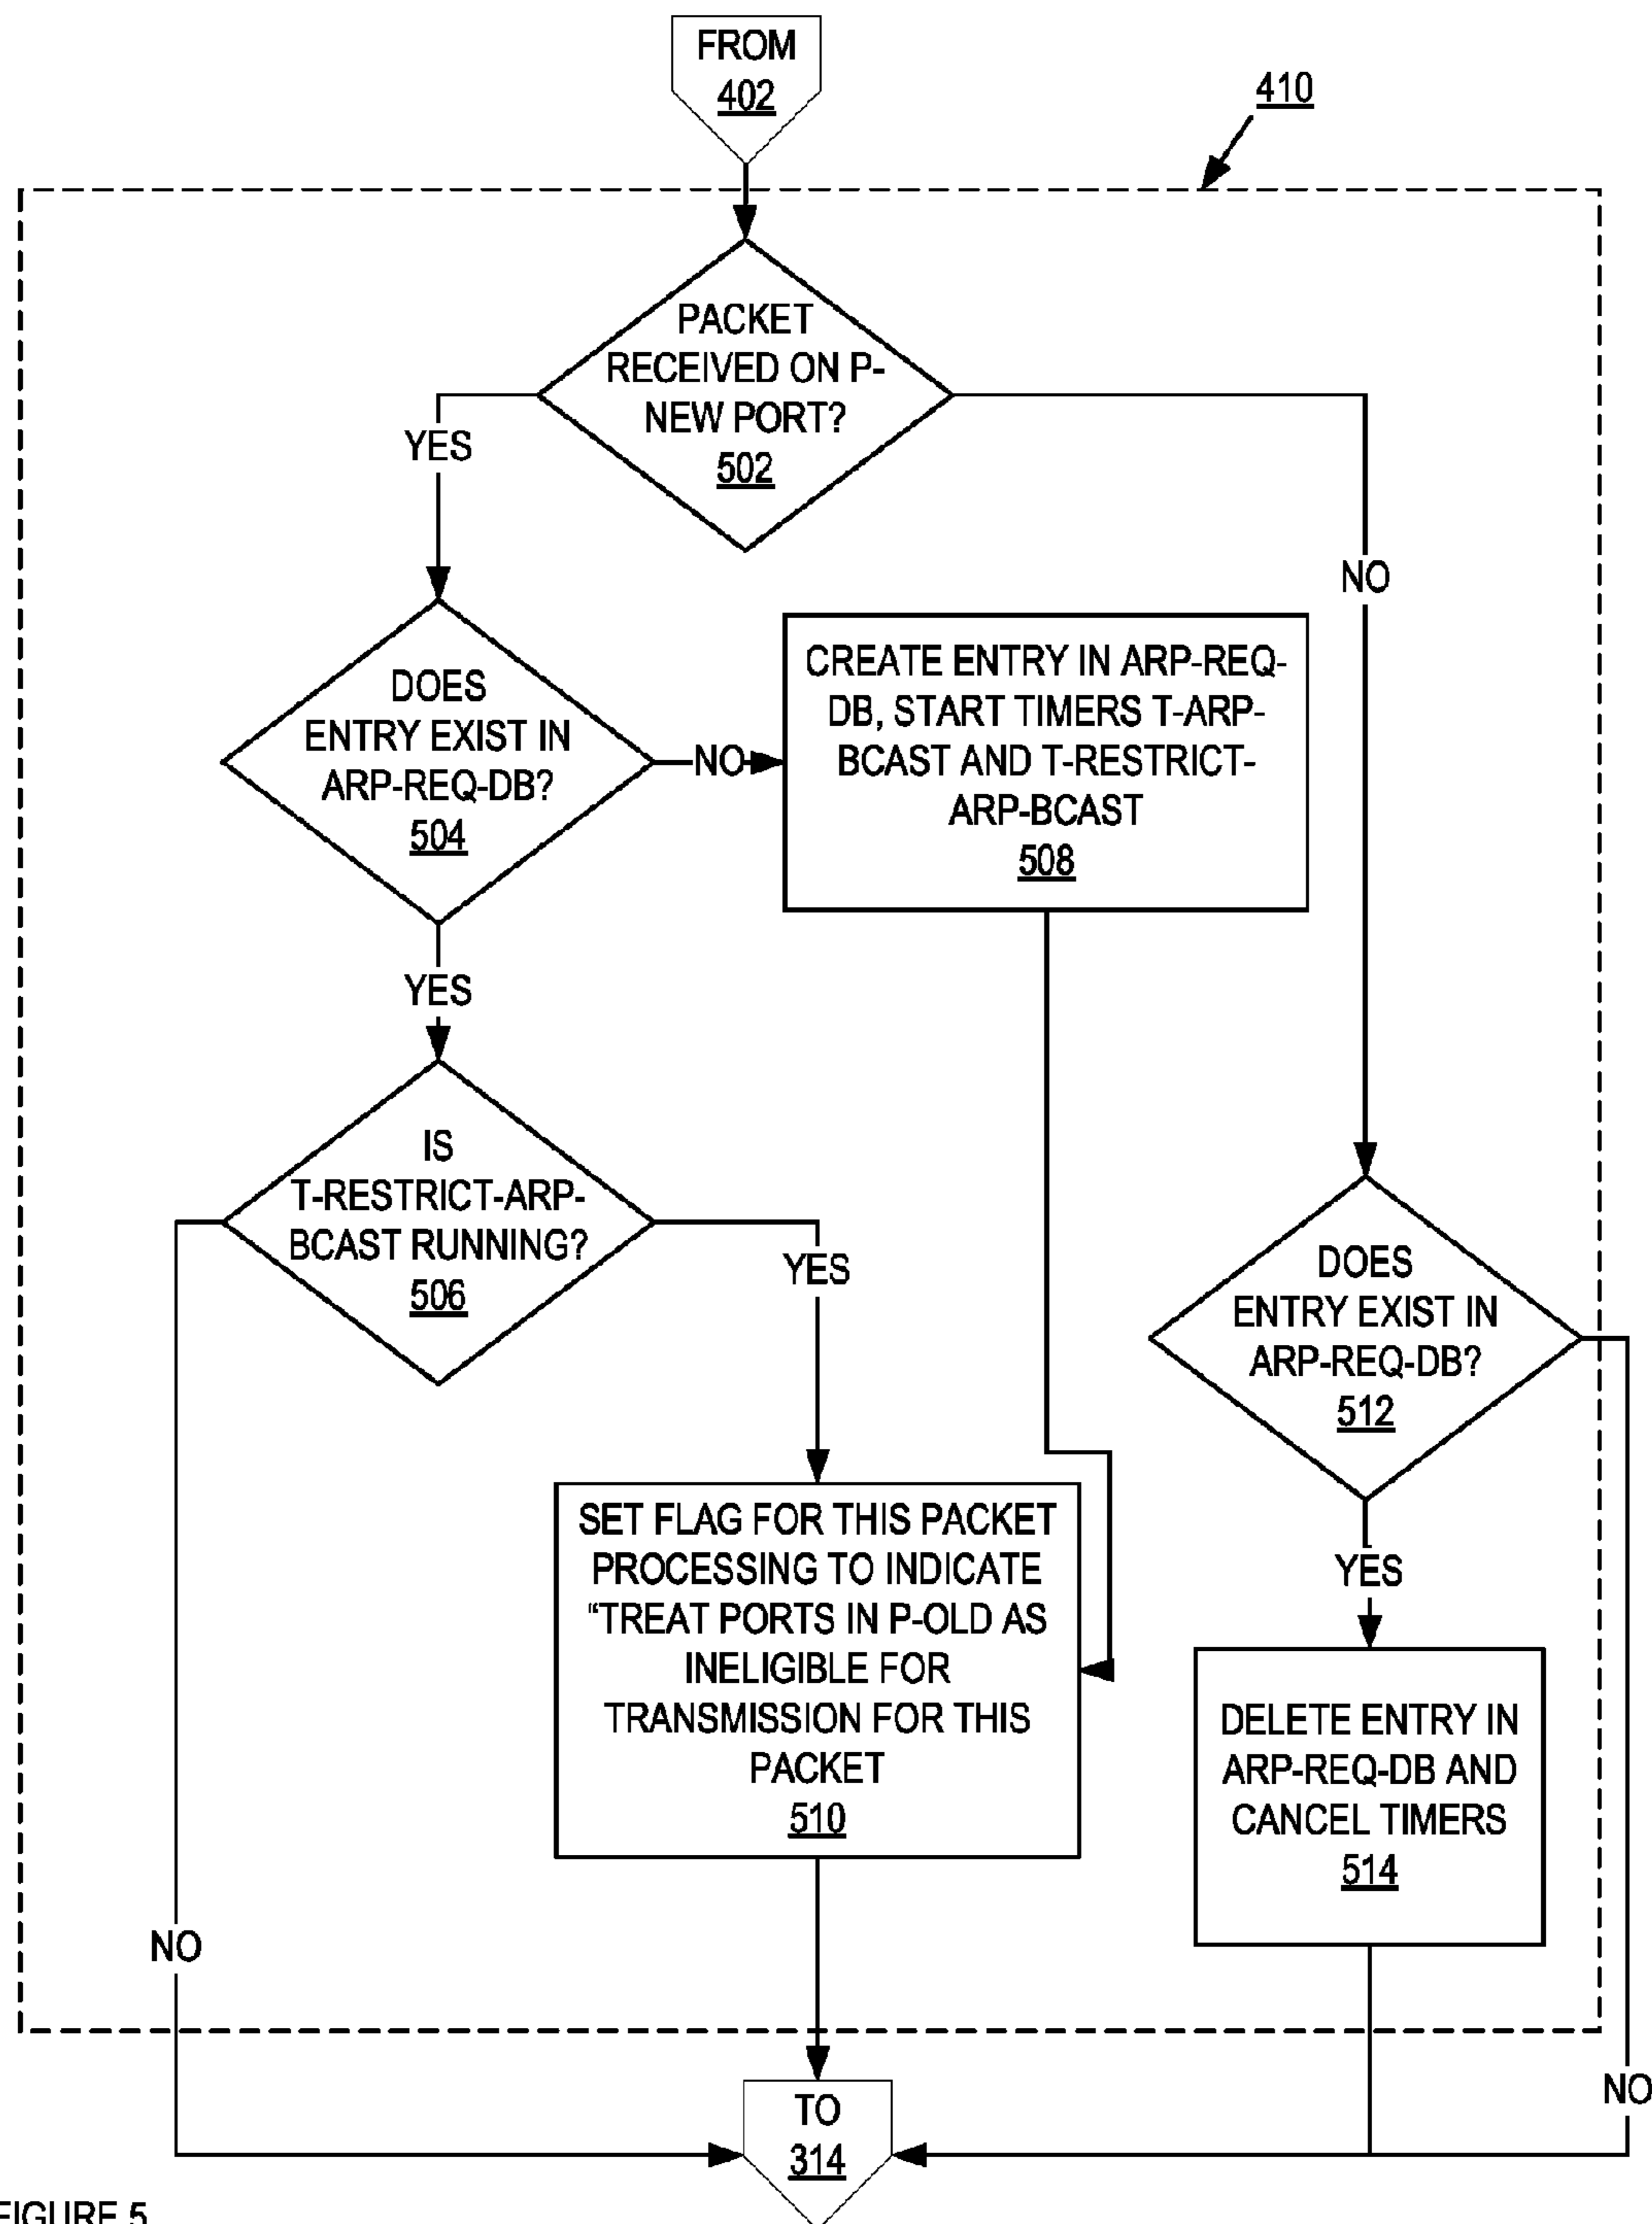 FROM
402
410
PACKET
RECEIVED ON P-
NEW PORT?
502
YES
NO
DOES
ENTRY EXIST IN
ARP-REQ-DB?
504
NO
CREATE ENTRY IN ARP-REQ-
DB, START TIMERS T-ARP-
BCAST AND T-RESTRICT-
ARP-BCAST
508
YES
IS
T-RESTRICT-ARP-
BCAST RUNNING?
506
YES
DOES
ENTRY EXIST IN
ARP-REQ-DB?
512
SET FLAG FOR THIS PACKET
PROCESSING TO INDICATE
“TREAT PORTS IN P-OLD AS
INELIGIBLE FOR
TRANSMISSION FOR THIS
PACKET
510
YES
DELETE ENTRY IN
ARP-REQ-DB AND
CANCEL TIMERS
514
NO
NO
TO
314
FIGURE 5